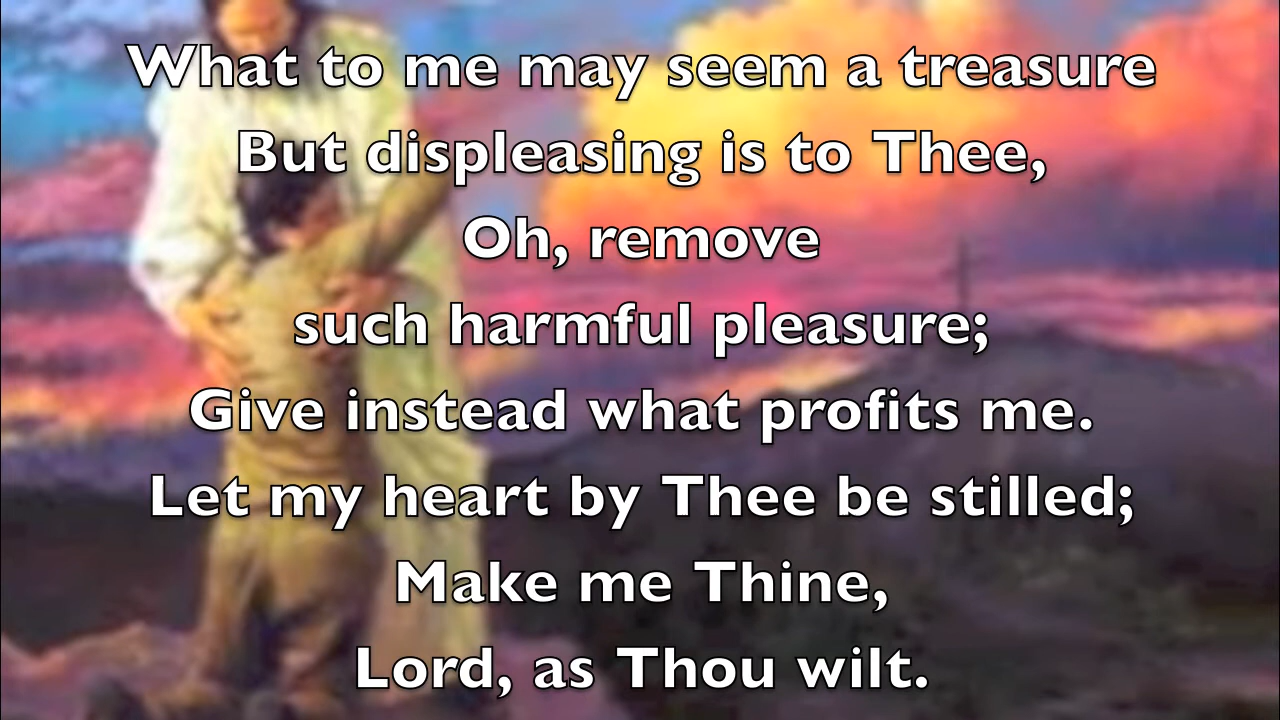 What to me may seem a treasure
But displeasing is to Thee,
Oh, remove
such harmful pleasure;
Give instead what profits me.
Let my heart by Thee be stilled;
Make me Thine,
Lord, as Thou wilt.